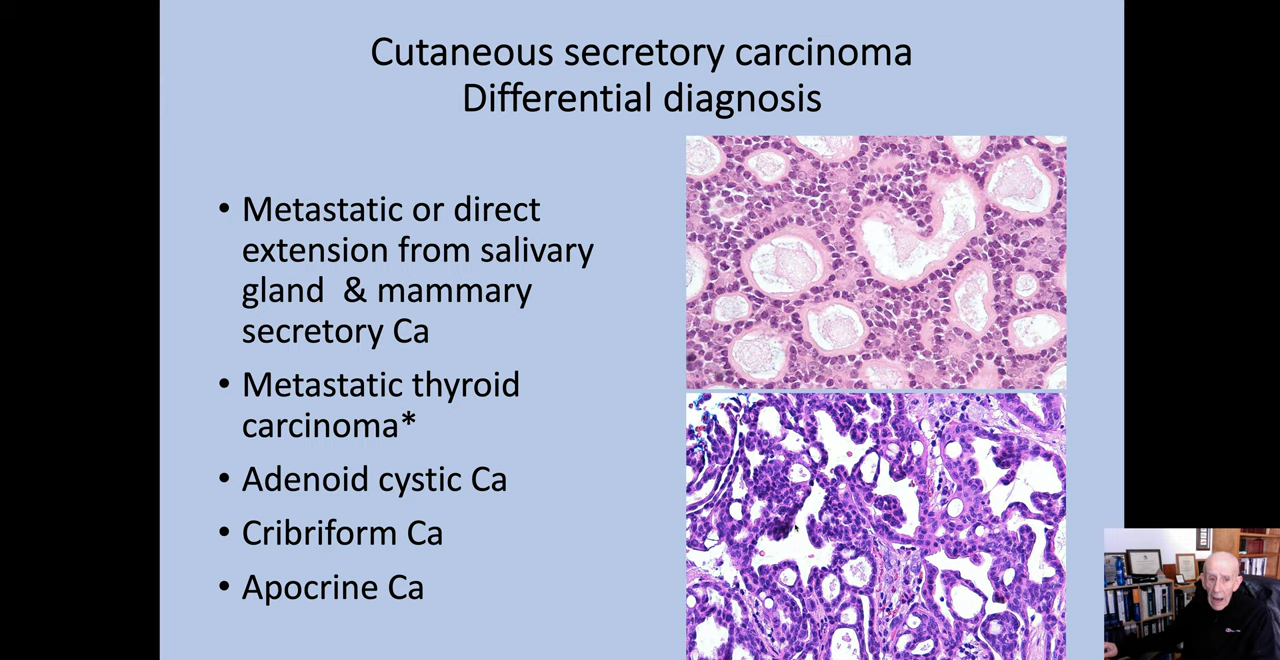 Cutaneous secretory carcinoma
Differential diagnosis
• Metastatic or direct
extension from salivary
gland & mammary
secretory Ca
• Metastatic thyroid
carcinoma*
• Adenoid cystic Ca
• Cribriform Ca
• Apocrine Ca